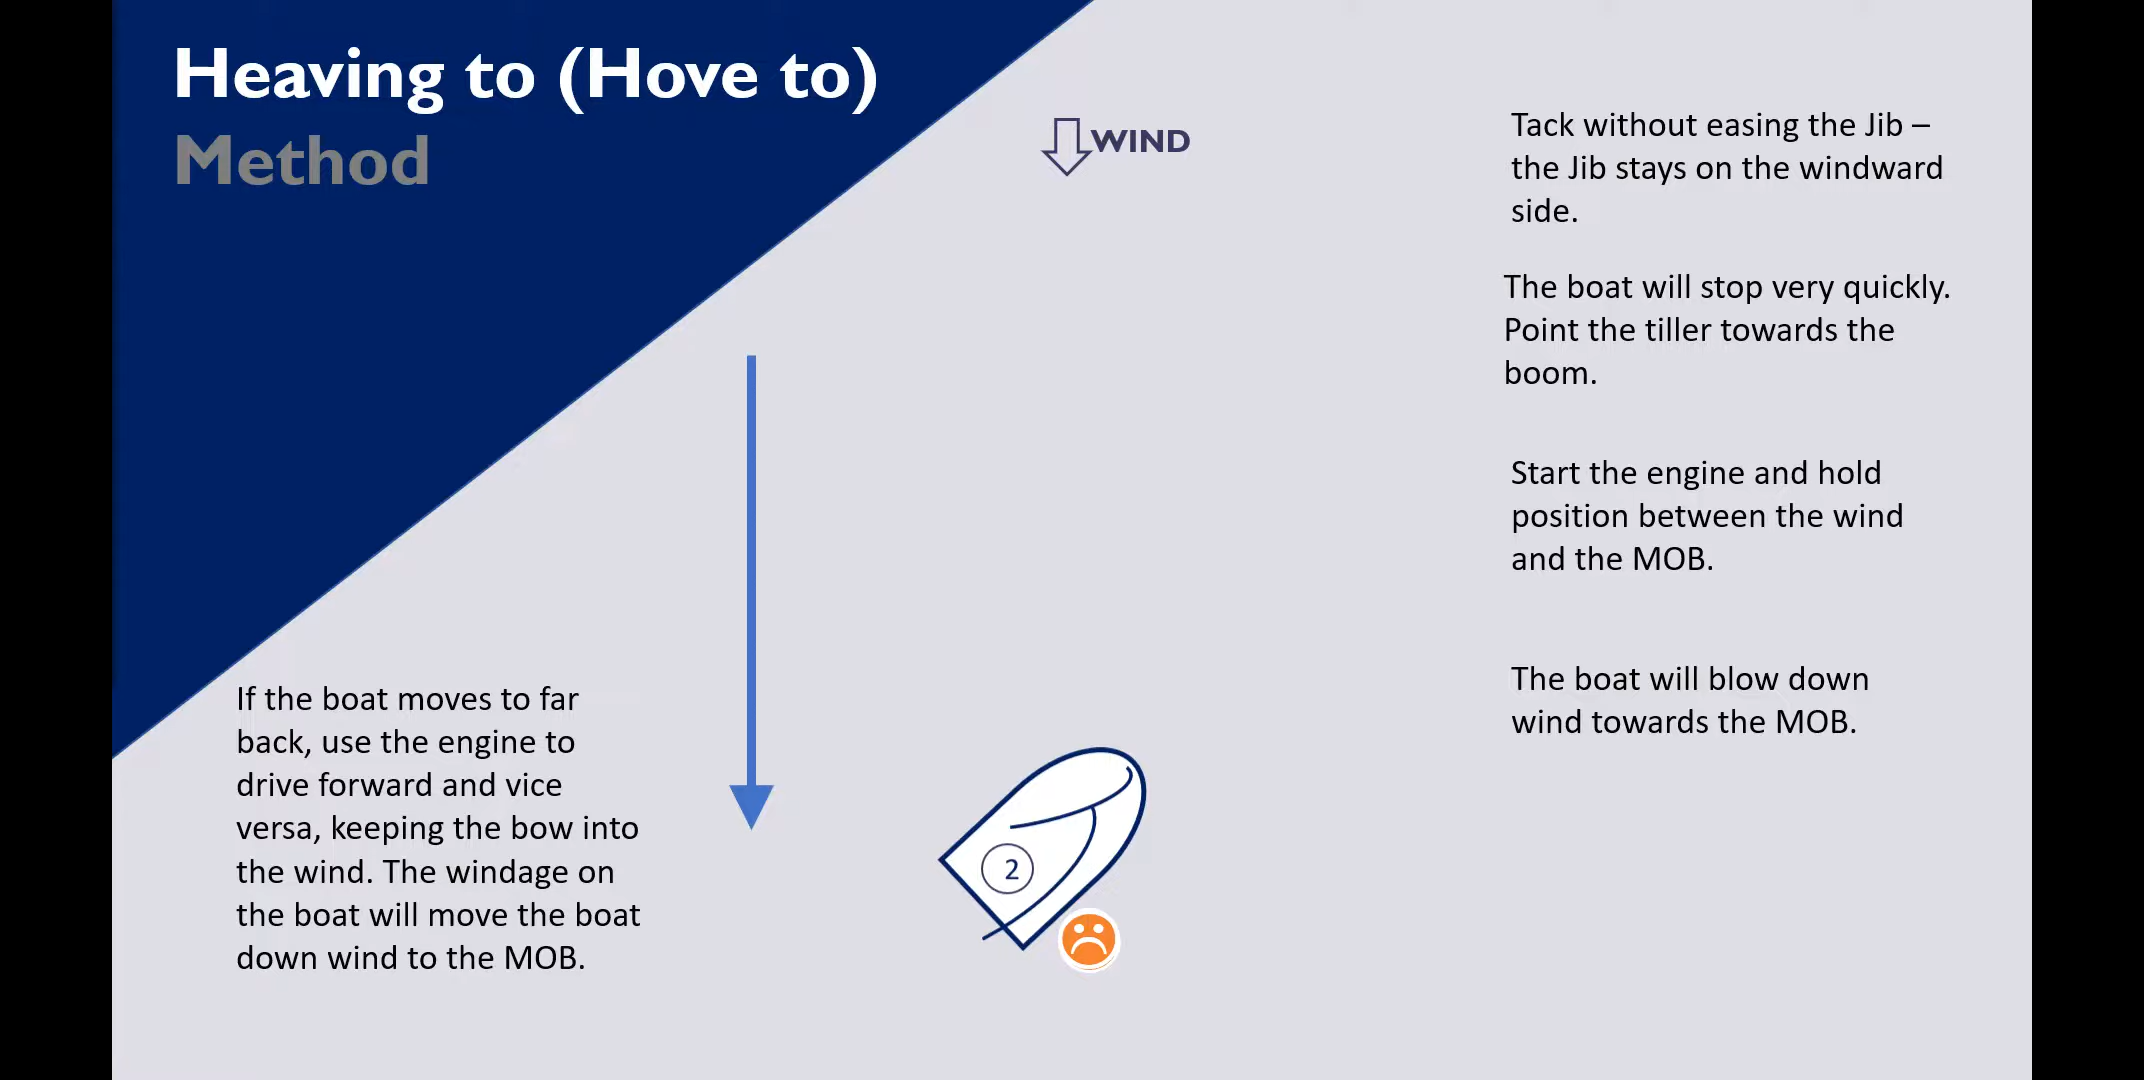 Heaving to (Hove to)
Method
WIND
Tack without easing the Jib –
the Jib stays on the windward
side.
The boat will stop very quickly.
Point the tiller towards the
boom.
Start the engine and hold
position between the wind
and the MOB.
The boat will blow down
wind towards the MOB.
If the boat moves to far
back, use the engine to
drive forward and vice
versa, keeping the bow into
the wind. The windage on
the boat will move the boat
down wind to the MOB.
2